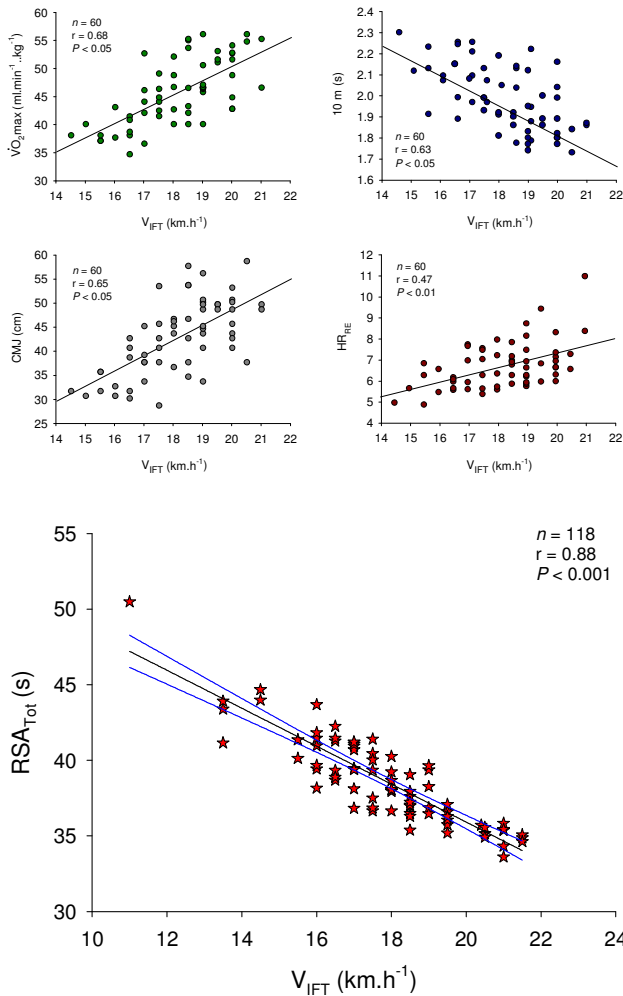 60
55
50
45
40
35
30
V̇O₂max (ml.min⁻¹..kg⁻¹)
n = 60
r = 0.68
P < 0.05
14 15 16 17 18 19 20 21 22
V_IFT (km.h⁻¹)
2.4
2.3
2.2
2.1
2.0
1.9
1.8
1.7
1.6
10 m (s)
n = 60
r = 0.63
P < 0.05
14 15 16 17 18 19 20 21 22
V_IFT (km.h⁻¹)
60
55
50
45
40
35
30
25
CMJ (cm)
n = 60
r = 0.65
P < 0.05
14 15 16 17 18 19 20 21 22
V_IFT (km.h⁻¹)
12
11
10
9
8
7
6
5
4
HR_RE
n = 60
r = 0.47
P < 0.01
14 15 16 17 18 19 20 21 22
V_IFT (km.h⁻¹)
55
50
45
40
35
30
RSA_Tot (s)
n = 118
r = 0.88
P < 0.001
10 12 14 16 18 20 22 24
V_IFT (km.h⁻¹)